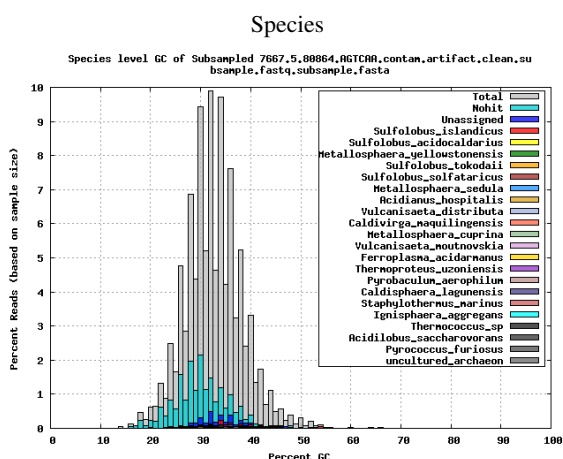 Species
Species level GC of Subsampled 7667.5.80864.AGTCAA.contam.artifact.clean.su
bsample.fastq.subsample.fasta
Percent Reads (based on sample size)
10
9
8
7
6
5
4
3
2
1
0
Total
Nohit
Unassigned
Sulfolobus_islandicus
Sulfolobus_acidocaldarius
Metallosphaera_yellowstonensis
Sulfolobus_tokodaii
Sulfolobus_solfataricus
Metallosphaera_sedula
Acidianus_hospitalis
Vulcanisaeta_distributa
Caldivirga_maquilingensis
Metallosphaera_cuprina
Vulcanisaeta_moutnovskia
Ferroplasma_acidarmanus
Thermoproteus_uzoniensis
Pyrobaculum_aerophilum
Caldisphaera_lagunensis
Staphylothermus_marinus
Ignisphaera_aggregans
Thermococcus_sp
Acidilobus_saccharovorans
Pyrococcus_furiosus
uncultured_archaeon
0 10 20 30 40 50 60 70 80 90 100
Percent GC